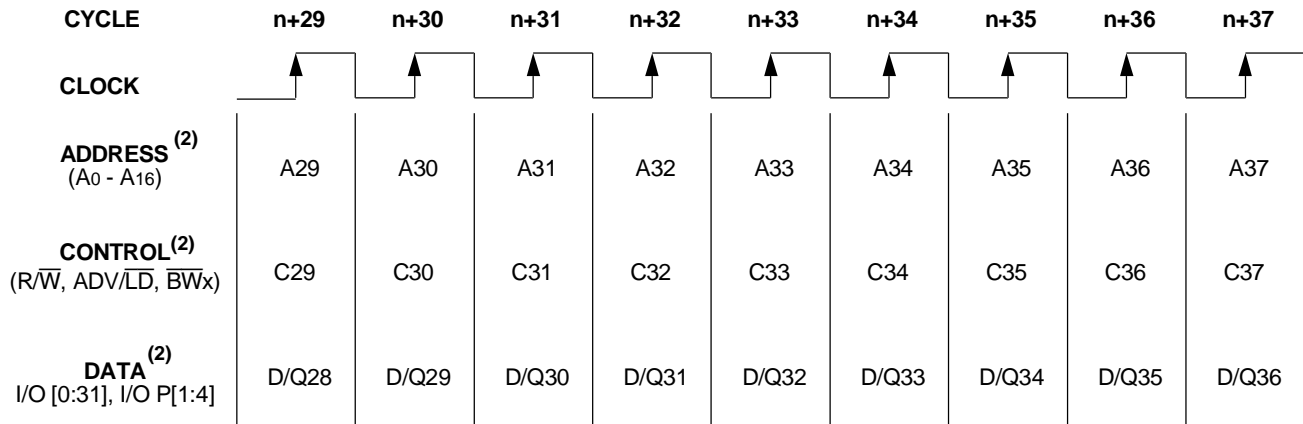 CYCLE n+29 n+30 n+31 n+32 n+33 n+34 n+35 n+36 n+37
CLOCK
ADDRESS (2)
(A0 - A16) A29 A30 A31 A32 A33 A34 A35 A36 A37
CONTROL (2)
(R/W̅, ADV/L̅D̅, B̅W̅x) C29 C30 C31 C32 C33 C34 C35 C36 C37
DATA (2)
I/O [0:31], I/O P[1:4] D/Q28 D/Q29 D/Q30 D/Q31 D/Q32 D/Q33 D/Q34 D/Q35 D/Q36